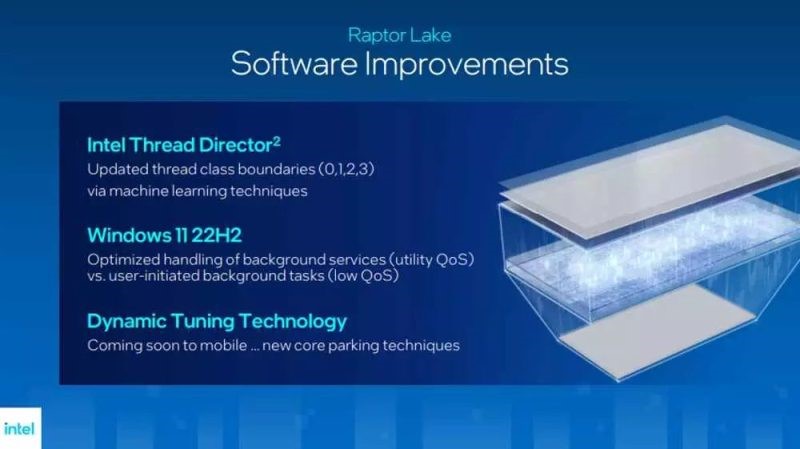 Raptor Lake
Software Improvements
Intel Thread Director²
Updated thread class boundaries (0,1,2,3)
via machine learning techniques
Windows 11 22H2
Optimized handling of background services (utility QoS)
vs. user-initiated background tasks (low QoS)
Dynamic Tuning Technology
Coming soon to mobile ... new core parking techniques
intel